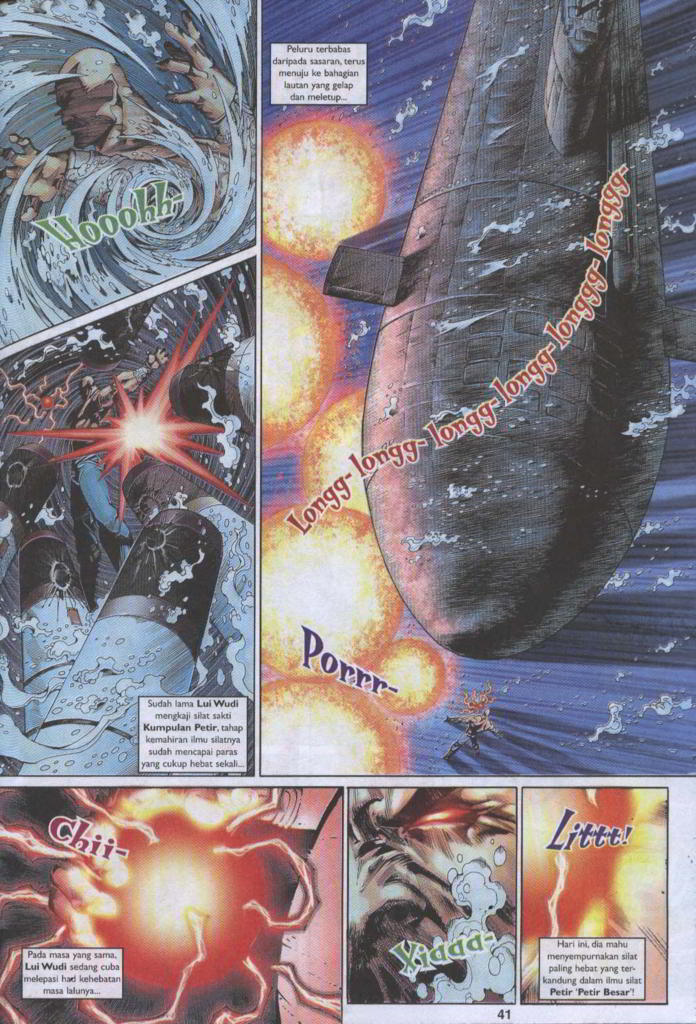 Hooohh-
Peluru terbabas
daripada sasaran, terus
menuju ke bahagian
lautan yang gelap
dan meletup...
Longg- longg- longg-longg-longgg-longgg-
Porrr-
Sudah lama Lui Wudi
mengkaji silat sakti
Kumpulan Petir, tahap
kemahiran ilmu silatnya
sudah mencapai paras
yang cukup hebat sekali...
Chii-
Pada masa yang sama,
Lui Wudi sedang cuba
melepasi had kehebatan
masa lalunya...
Xiaaa-
Litttt!
Hari ini, dia mahu
menyempurnakan silat
paling hebat yang ter-
kandung dalam ilmu silat
Petir 'Petir Besar'!
41